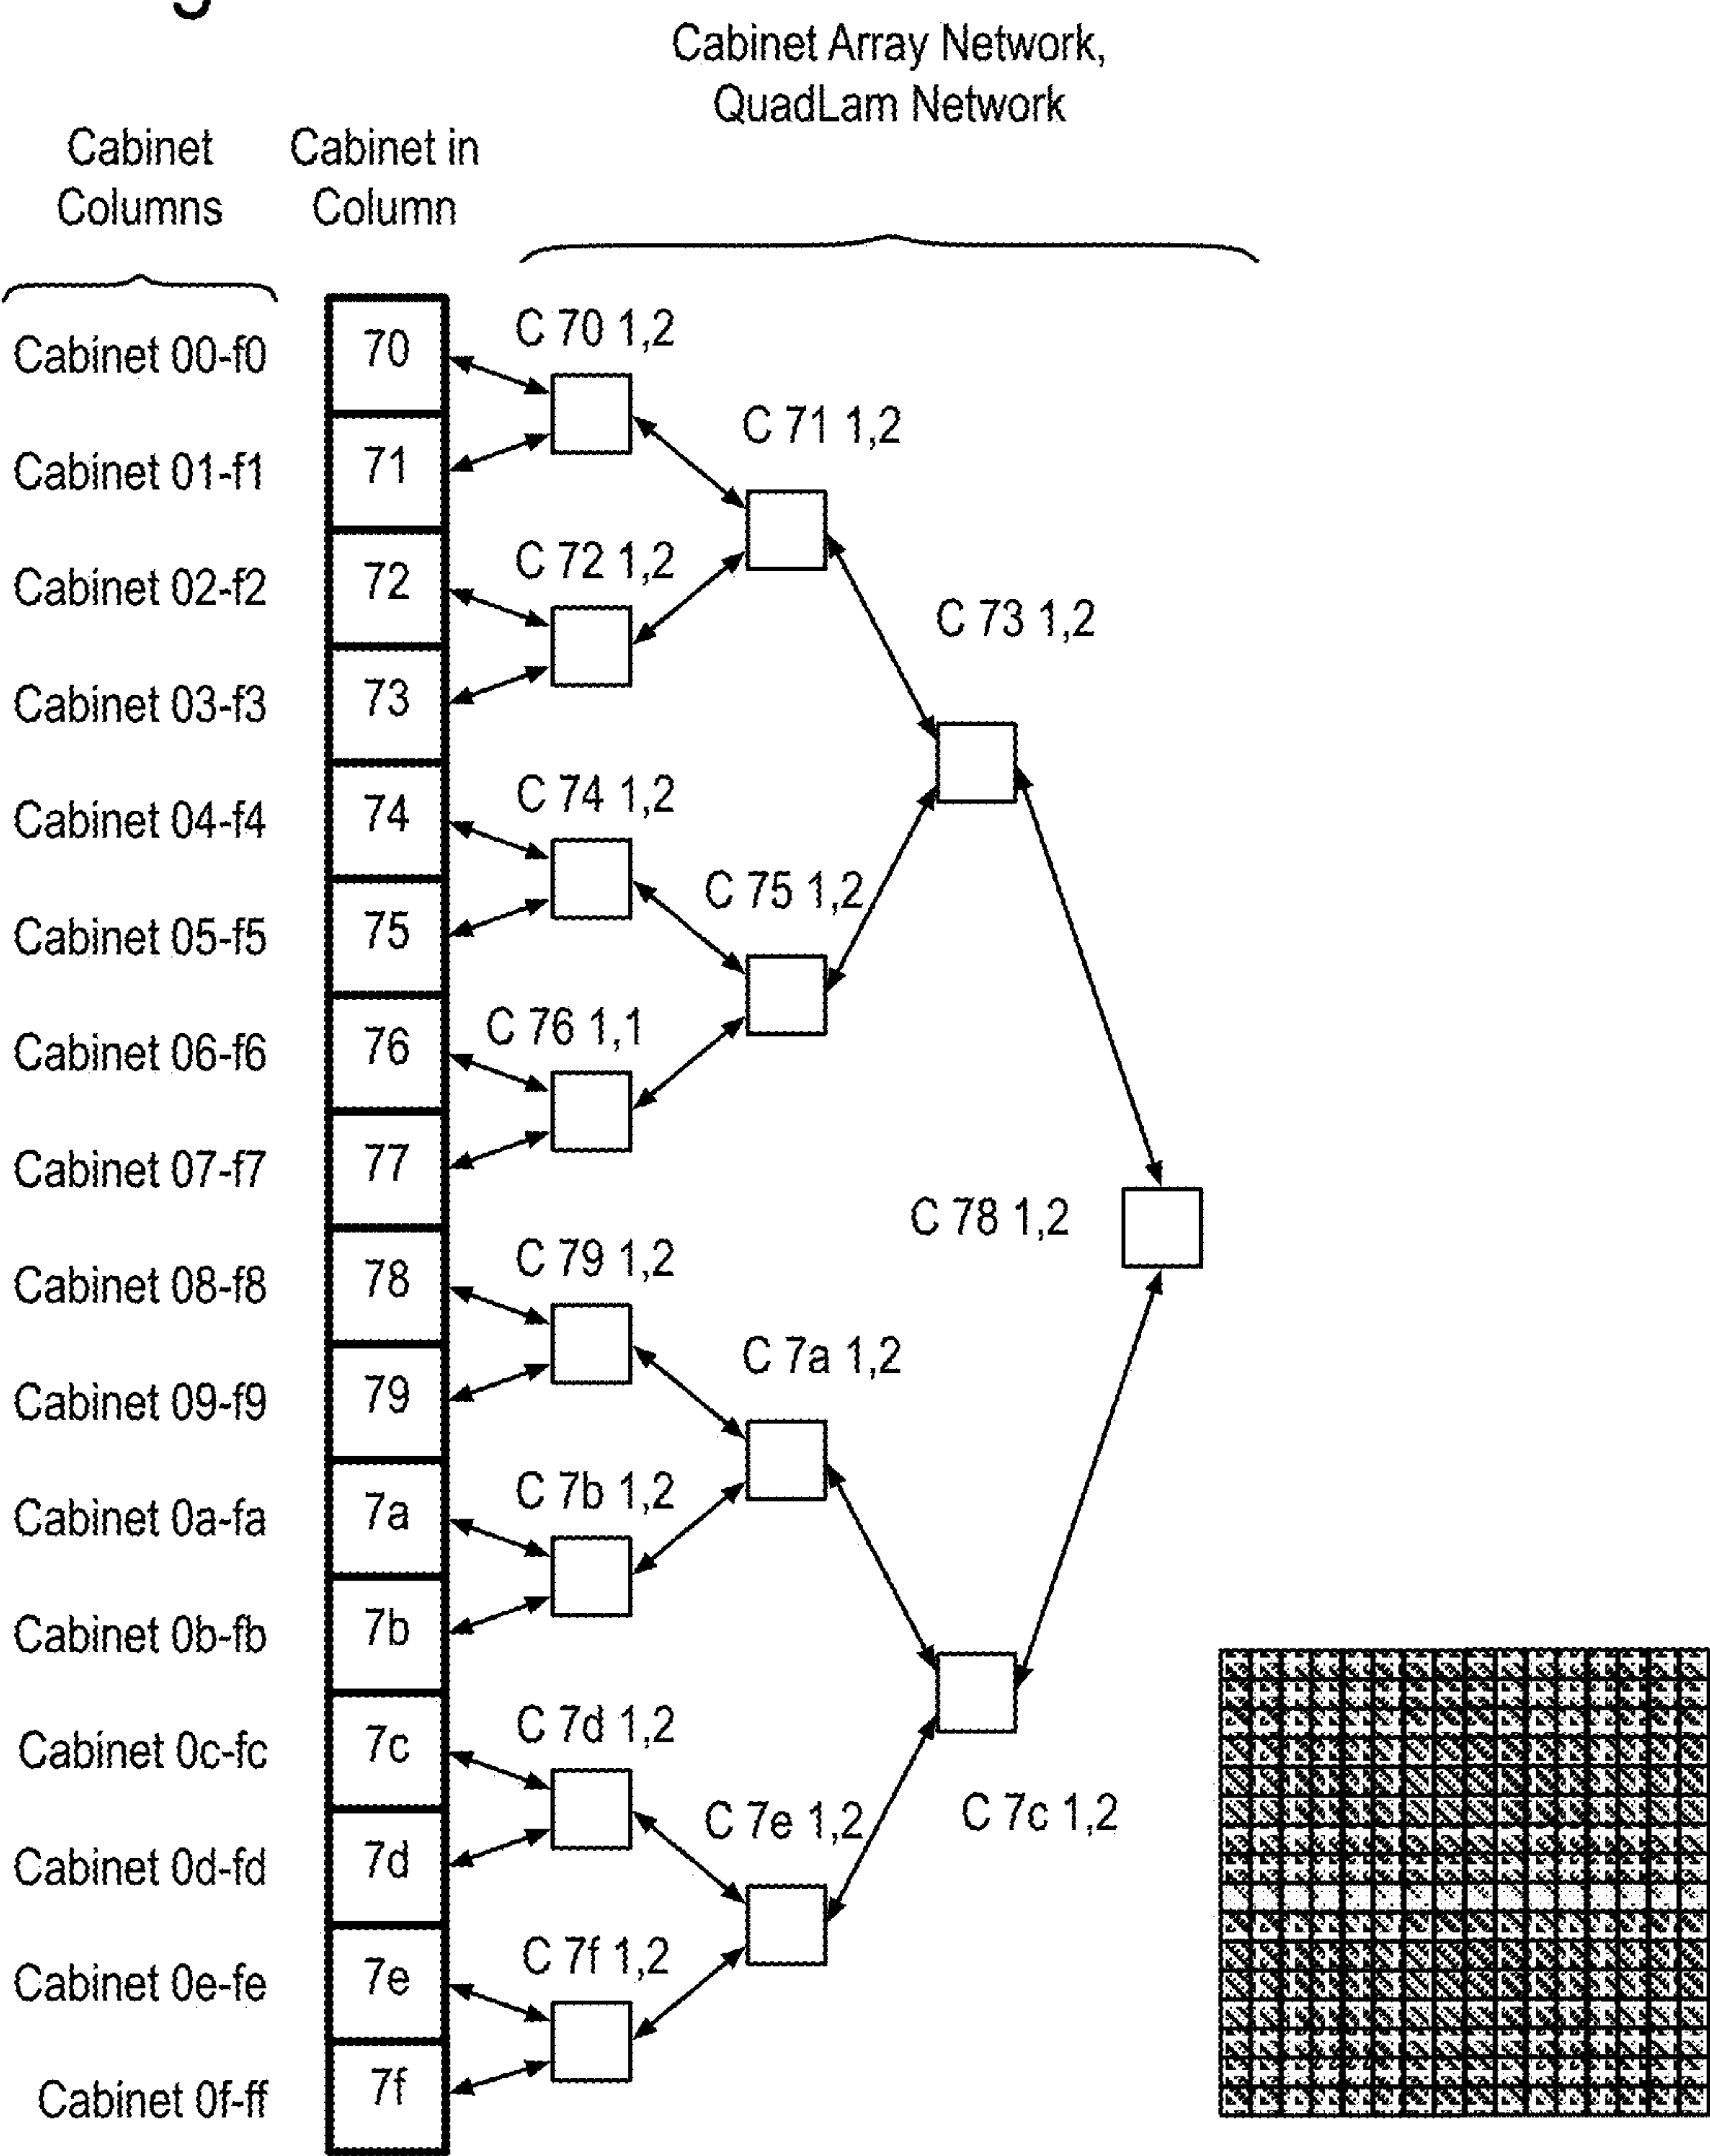 Cabinet Array Network,
QuadLam Network
Cabinet
Columns
Cabinet in
Column
Cabinet 00-f0
70
C 70 1,2
C 71 1,2
Cabinet 01-f1
71
Cabinet 02-f2
72
C 72 1,2
C 73 1,2
Cabinet 03-f3
73
Cabinet 04-f4
74
C 74 1,2
C 75 1,2
Cabinet 05-f5
75
Cabinet 06-f6
76
C 76 1,1
Cabinet 07-f7
77
C 78 1,2
Cabinet 08-f8
78
C 79 1,2
C 7a 1,2
Cabinet 09-f9
79
Cabinet 0a-fa
7a
C 7b 1,2
Cabinet 0b-fb
7b
Cabinet 0c-fc
7c
C 7d 1,2
C 7e 1,2
C 7c 1,2
Cabinet 0d-fd
7d
Cabinet 0e-fe
7e
C 7f 1,2
Cabinet 0f-ff
7f